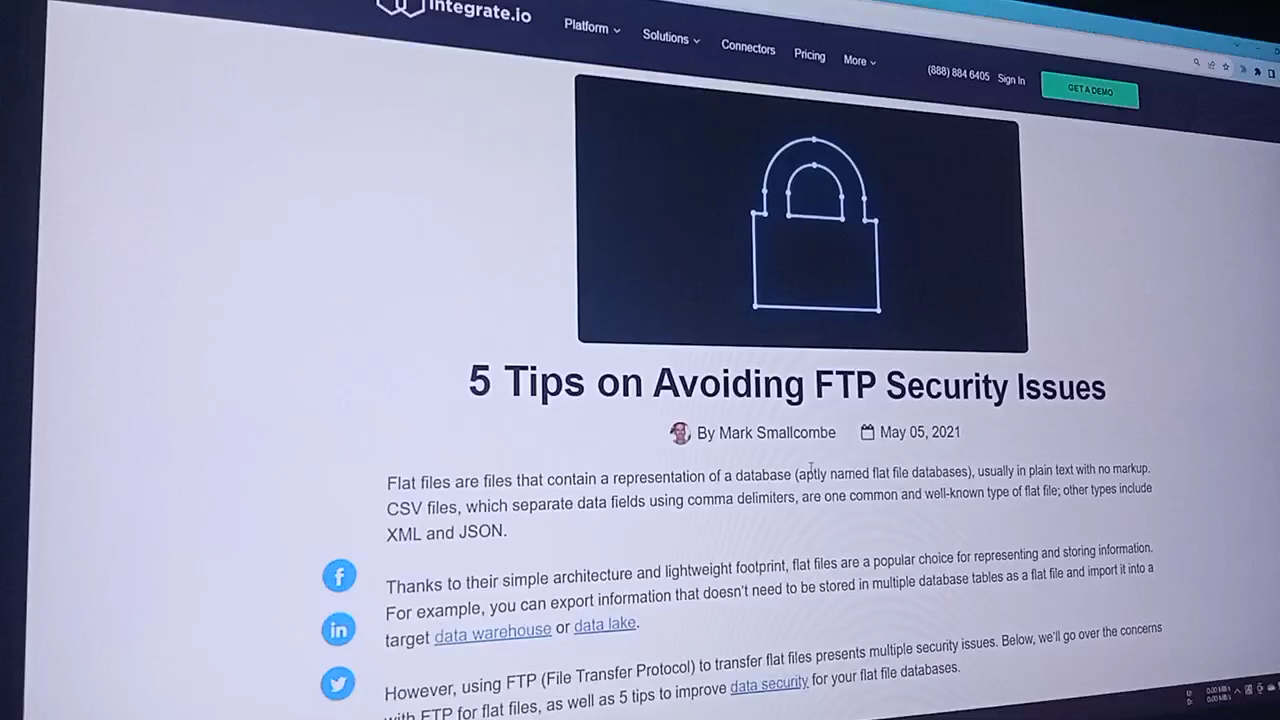 integrate.io
Platform
Solutions
Connectors
Pricing
More
(888) 884 6405
Sign In
GET A DEMO
5 Tips on Avoiding FTP Security Issues
By Mark Smallcombe
May 05, 2021
Flat files are files that contain a representation of a database (aptly named flat file databases), usually in plain text with no markup.
CSV files, which separate data fields using comma delimiters, are one common and well-known type of flat file; other types include
XML and JSON.
Thanks to their simple architecture and lightweight footprint, flat files are a popular choice for representing and storing information.
For example, you can export information that doesn't need to be stored in multiple database tables as a flat file and import it into a
target data warehouse or data lake.
However, using FTP (File Transfer Protocol) to transfer flat files presents multiple security issues. Below, we'll go over the concerns
with FTP for flat files, as well as 5 tips to improve data security for your flat file databases.
f
in